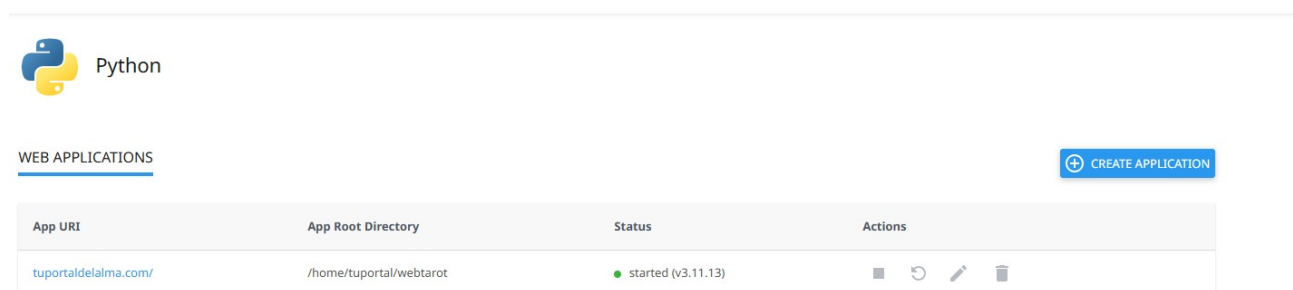 Python
WEB APPLICATIONS
CREATE APPLICATION
App URI App Root Directory Status Actions
tuportaldelalma.com/ /home/tuportal/webtarot started (v3.11.13)